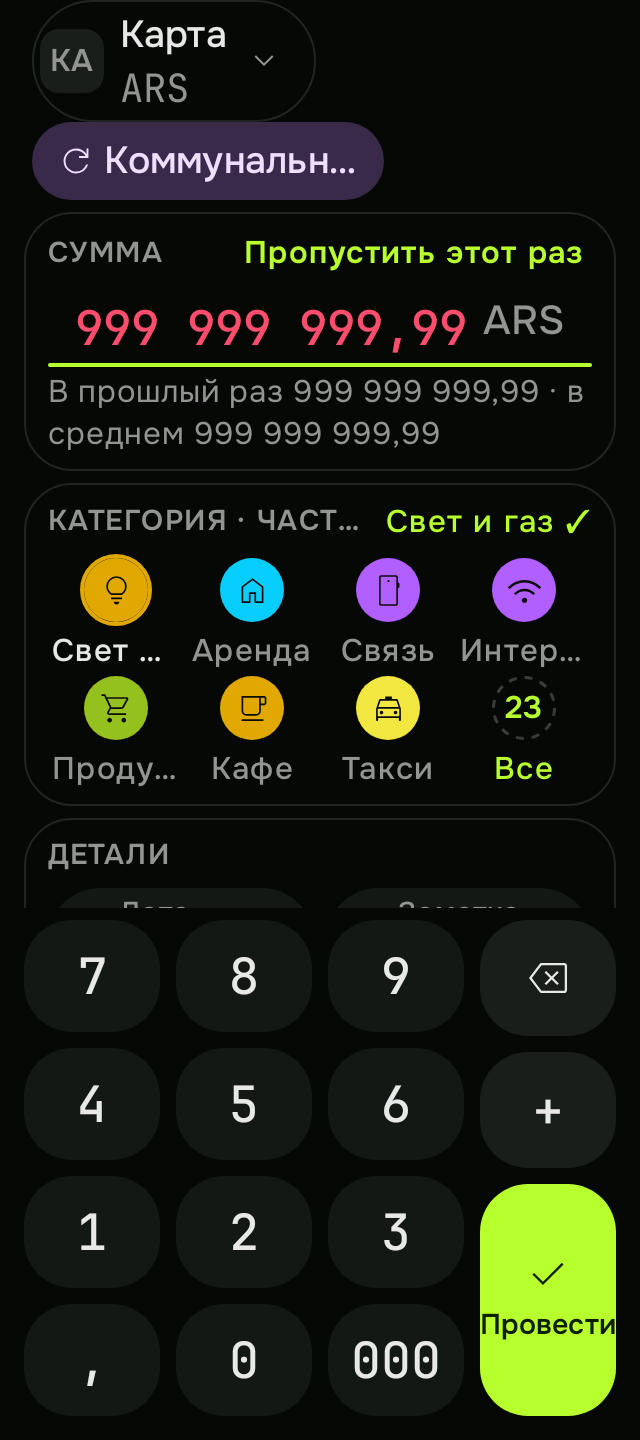 КА Карта
ARS
Коммунальн...
СУММА Пропустить этот раз
999 999 999,99 ARS
В прошлый раз 999 999 999,99 · в
среднем 999 999 999,99
КАТЕГОРИЯ · ЧАСТ... Свет и газ ✓
Свет ... Аренда Связь Интер...
23
Проду... Кафе Такси Все
ДЕТАЛИ
Дата Заметка
7 8 9
4 5 6 +
1 2 3
Провести
, 0 000